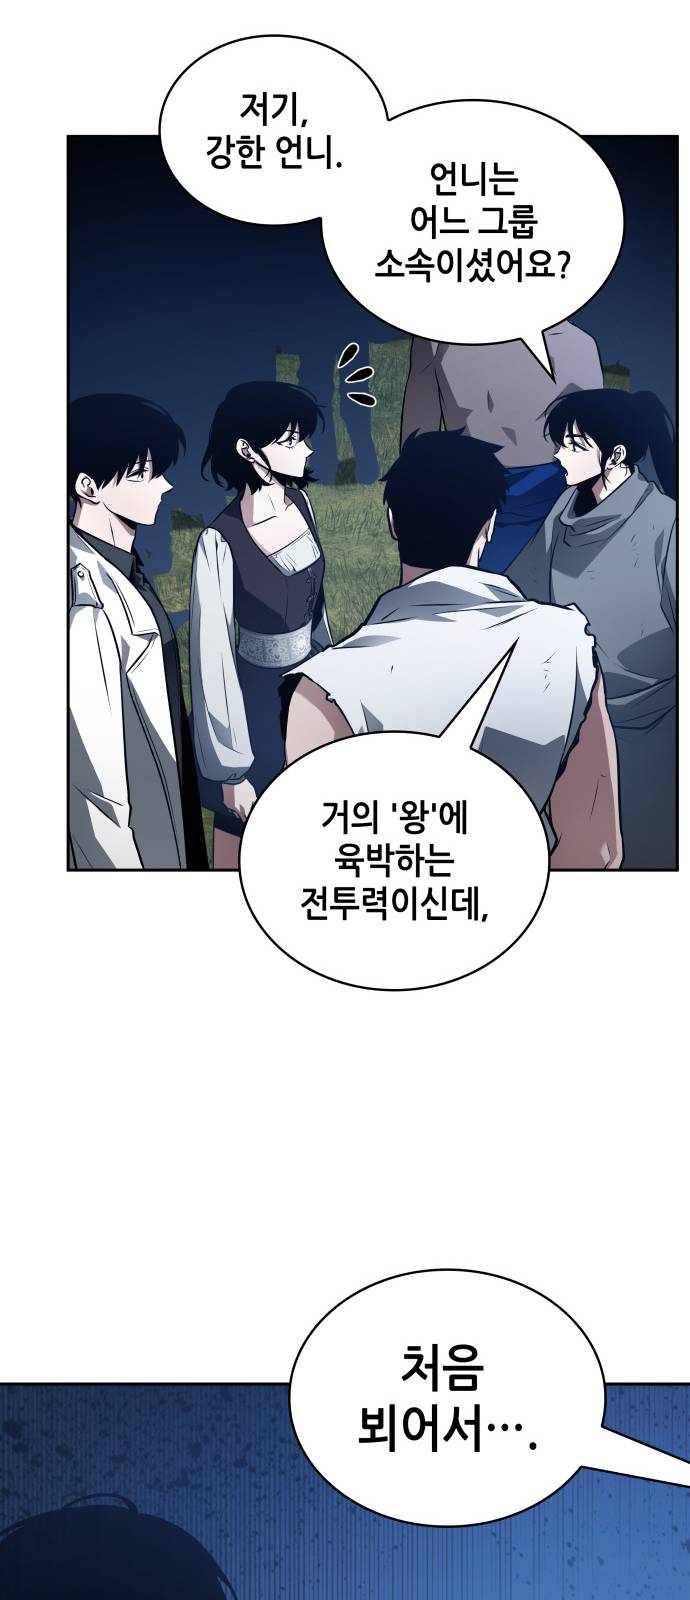 저기,
강한 언니.
언니는
어느 그룹
소속이셨어요?
거의 '왕'에
육박하는
전투력이신데,
처음
뵈어서….